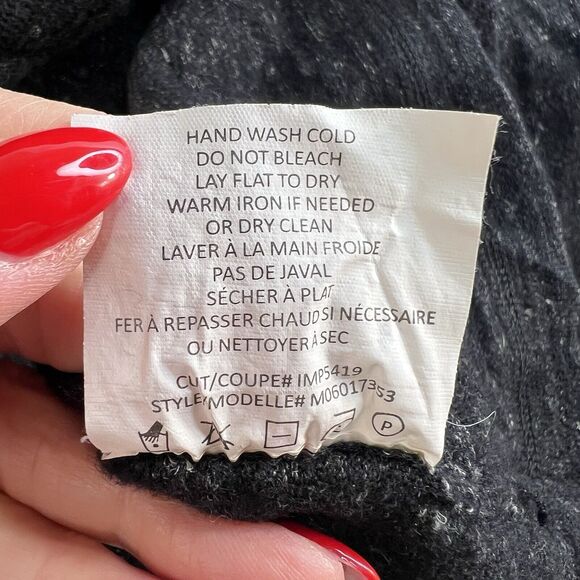 HAND WASH COLD
DO NOT BLEACH
LAY FLAT TO DRY
WARM IRON IF NEEDED
OR DRY CLEAN
LAVER À LA MAIN FROIDE
PAS DE JAVAL
SÉCHER À PLAT
FER À REPASSER CHAUD SI NÉCESSAIRE
OU NETTOYER À SEC
CUT/COUPE# IMP5419
STYLE/MODELLE# M06017353
P